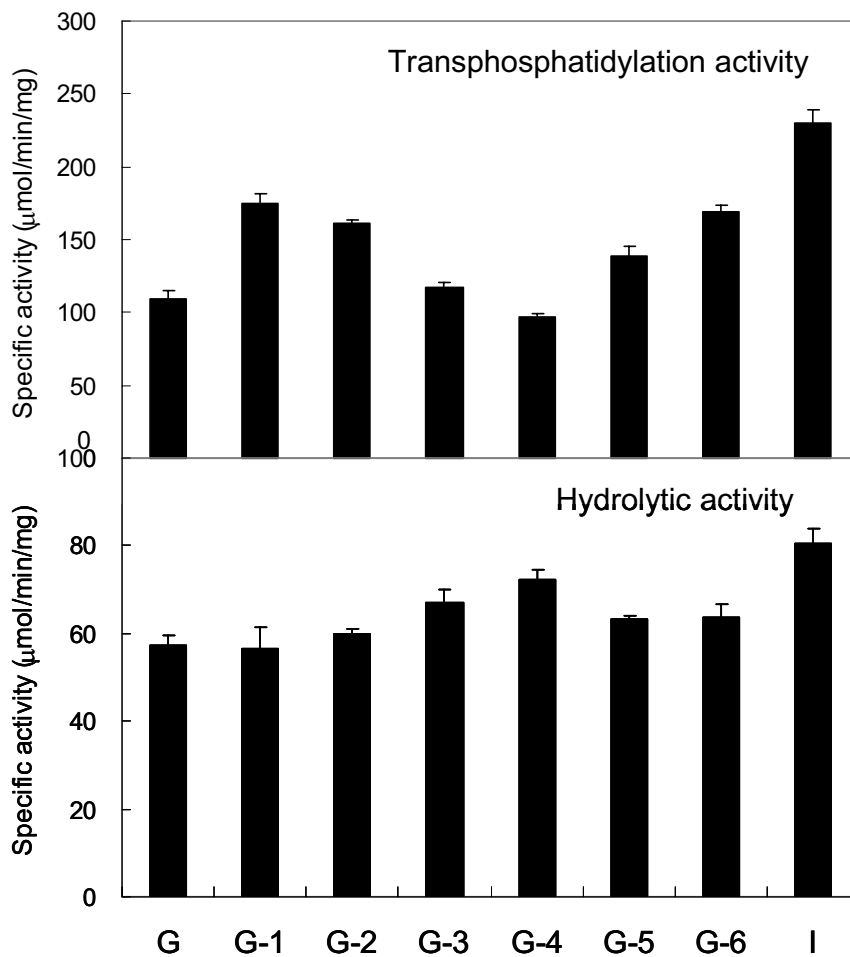 300
Transphosphatidylation activity
250
200
150
100
50
0
Specific activity (μmol/min/mg)
100
Hydrolytic activity
80
60
40
20
0
Specific activity (μmol/min/mg)
G G-1 G-2 G-3 G-4 G-5 G-6 I